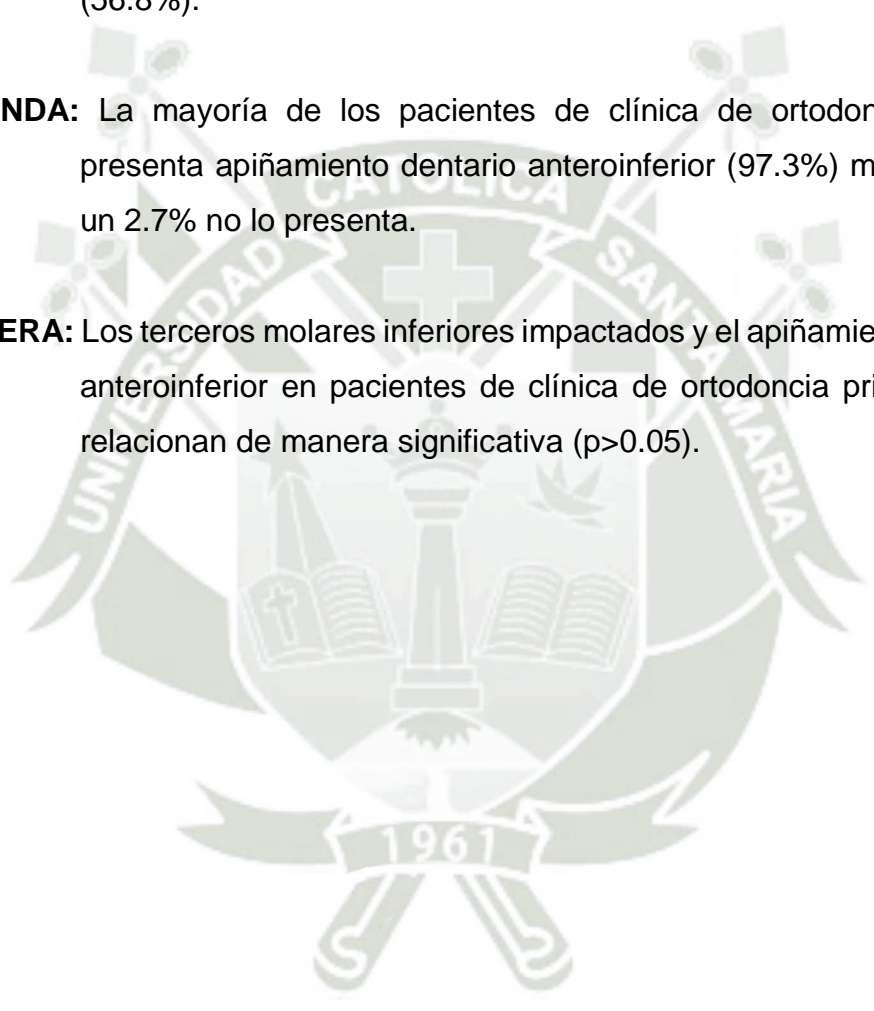 (56.8%).
NDA: La mayoría de los pacientes de clínica de ortodon
presenta apiñamiento dentario anteroinferior (97.3%) m
un 2.7% no lo presenta.
ERA: Los terceros molares inferiores impactados y el apiñamie
anteroinferior en pacientes de clínica de ortodoncia pri
relacionan de manera significativa (p>0.05).
UNIVERSIDAD CATOLICA SANTA MARIA
1961